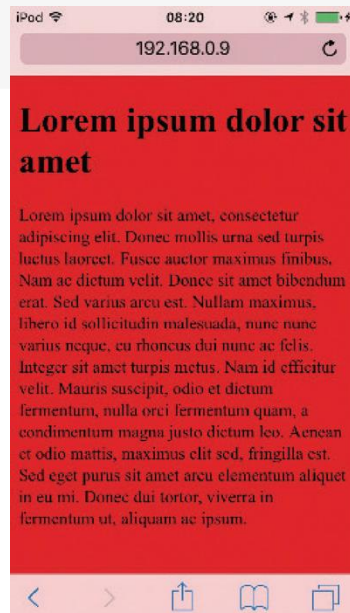 iPod 08:20
192.168.0.9
Lorem ipsum dolor sit
amet
Lorem ipsum dolor sit amet, consectetur
adipiscing elit. Donec mollis urna sed turpis
luctus laoreet. Fusce auctor maximus finibus.
Nam ac dictum velit. Donec sit amet bibendum
erat. Sed varius arcu est. Nullam maximus,
libero id sollicitudin malesuada, nunc nunc
varius neque, eu rhoncus dui nunc ac felis.
Integer sit amet turpis metus. Nam id efficitur
velit. Mauris suscipit, odio et dictum
fermentum, nulla orci fermentum quam, a
condimentum magna justo dictum leo. Aenean
et odio mattis, maximus elit sed, fringilla est.
Sed eget purus sit amet arcu elementum aliquet
in eu mi. Donec dui tortor, viverra in
fermentum ut, aliquam ac ipsum.